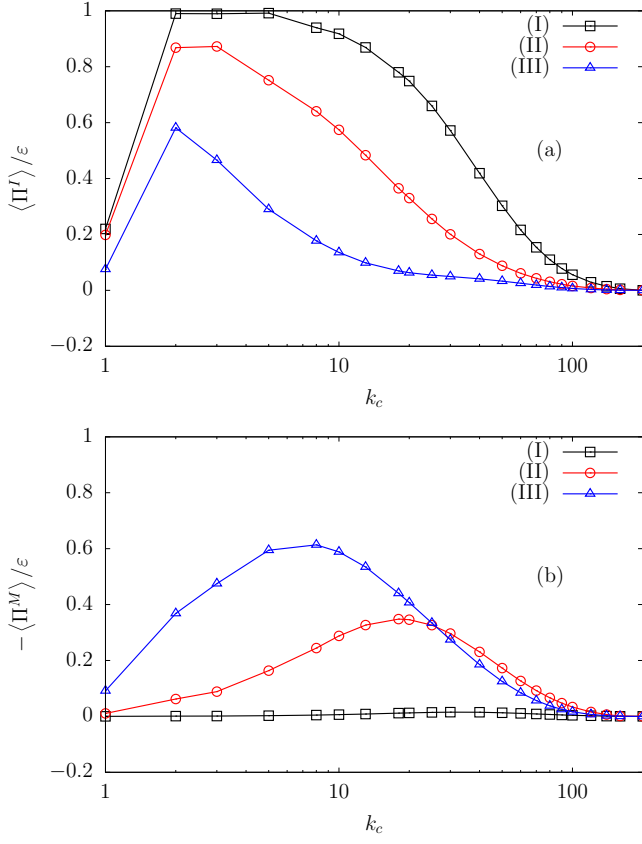 1
0.8
0.6
0.4
0.2
0
−0.2
⟨Π^I⟩/ε
(I)
(II)
(III)
(a)
1 10 100
k_c
1
0.8
0.6
0.4
0.2
0
−0.2
−⟨Π^M⟩/ε
(I)
(II)
(III)
(b)
1 10 100
k_c